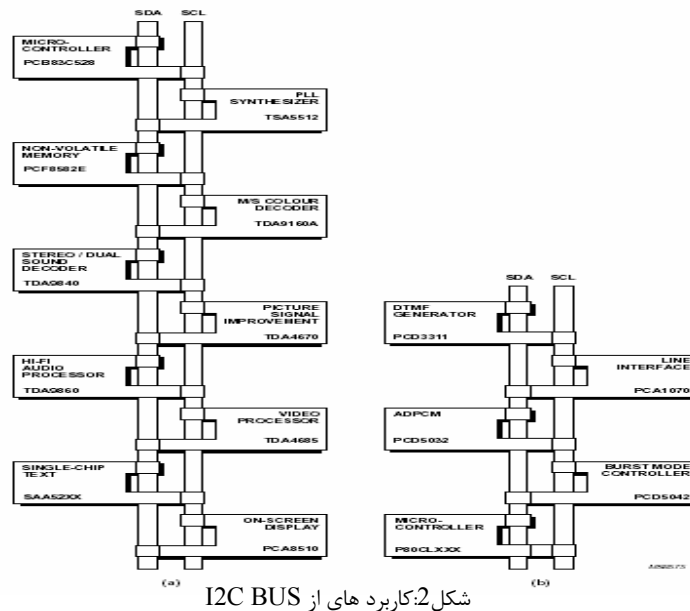 SDA SCL
MICRO-
CONTROLLER
PCB83C528
PLL
SYNTHESIZER
TSA5512
NON-VOLATILE
MEMORY
PCF8582E
M/S COLOUR
DECODER
TDA9160A
STEREO / DUAL
SOUND
DECODER
TDA9840
PICTURE
SIGNAL
IMPROVEMENT
TDA4670
HI-FI
AUDIO
PROCESSOR
TDA9860
VIDEO
PROCESSOR
TDA4685
SINGLE-CHIP
TEXT
SAA52XX
ON-SCREEN
DISPLAY
PCA8510
(a)
SDA SCL
DTMF
GENERATOR
PCD3311
LINE
INTERFACE
PCA1070
ADPCM
PCD5032
BURST MODE
CONTROLLER
PCD5042
MICRO-
CONTROLLER
P80CLXXX
(b)
شکل2:کاربرد های از I2C BUS